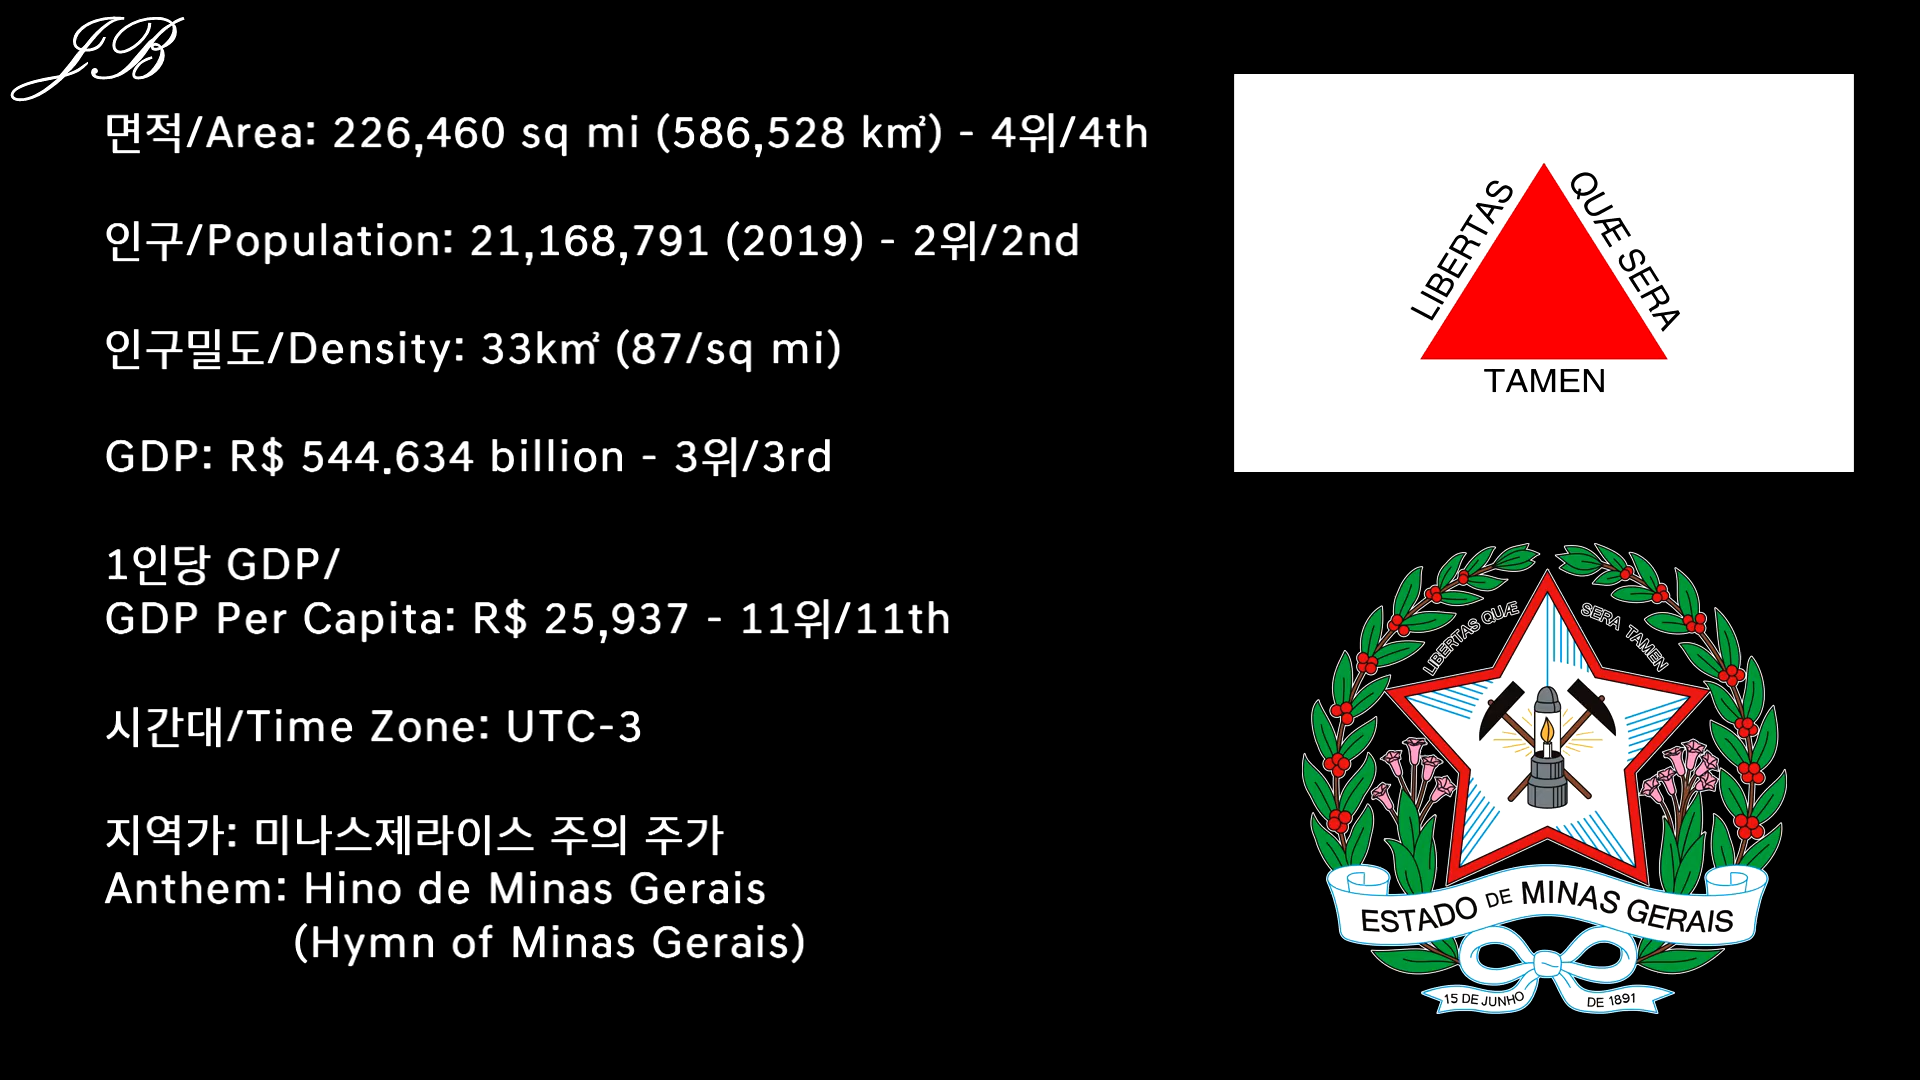 JB
면적/Area: 226,460 sq mi (586,528 k㎡) - 4위/4th
인구/Population: 21,168,791 (2019) - 2위/2nd
인구밀도/Density: 33k㎡ (87/sq mi)
GDP: R$ 544.634 billion - 3위/3rd
1인당 GDP/
GDP Per Capita: R$ 25,937 - 11위/11th
시간대/Time Zone: UTC-3
지역가: 미나스제라이스 주의 주가
Anthem: Hino de Minas Gerais
(Hymn of Minas Gerais)
LIBERTAS
QUÆ SERA
TAMEN
LIBERTAS QUÆ
SERA TAMEN
ESTADO DE MINAS GERAIS
15 DE JUNHO
DE 1891